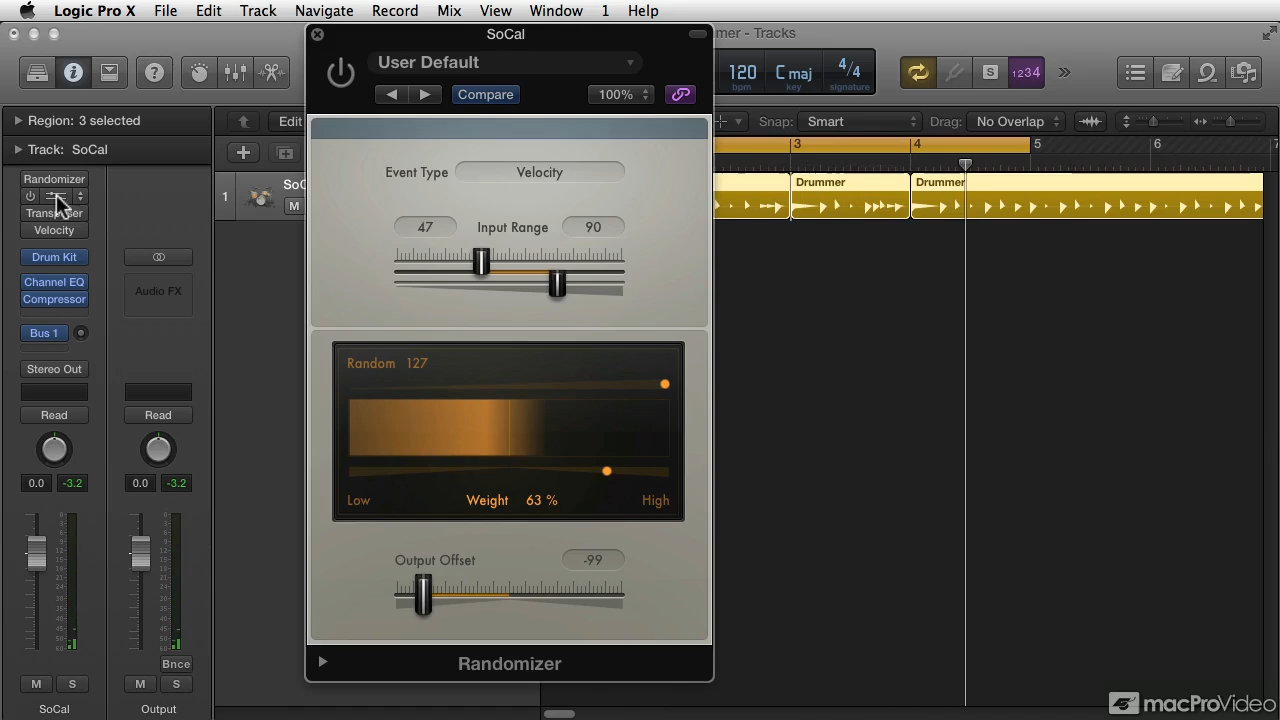 Logic Pro X File Edit Track Navigate Record Mix View Window 1 Help
SoCal
mer - Tracks
User Default
120 C maj 4/4
bpm key signature
S 1234
Compare 100%
Region: 3 selected
Edit
Snap: Smart Drag: No Overlap
Track: SoCal
3 4 5 6 7
Randomizer
Velocity
Drum Kit
Channel EQ
Compressor
Audio FX
Bus 1
Stereo Out
Read Read
0.0 -3.2 0.0 -3.2
Bnce
M S M S
SoCal Output
1 SoC
M
Event Type Velocity
47 Input Range 90
Random 127
Low Weight 63 % High
Output Offset -99
Randomizer
Drummer Drummer
macProVideo